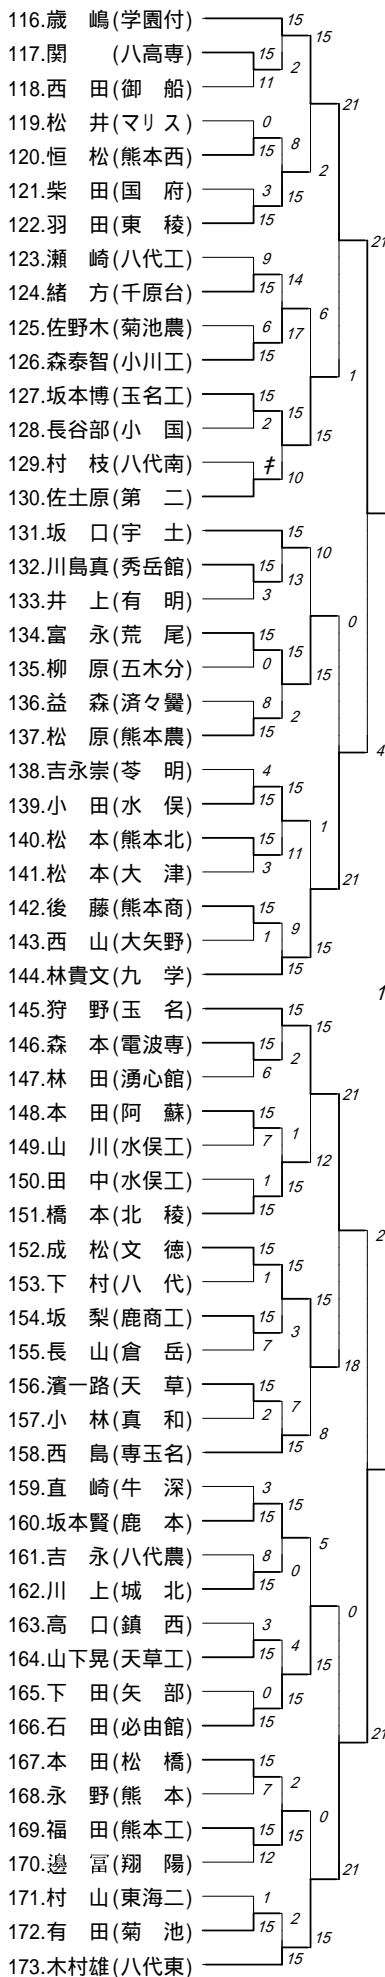 116.歳　嶋(学園付) 15
15
117.関　　(八高専) 15
2
118.西　田(御　船) 11
21
119.松　井(マリス) 0
8
120.恒　松(熊本西) 15
2
121.柴　田(国　府) 3
15
122.羽　田(東　稜) 15
21
123.瀬　崎(八代工) 9
14
124.緒　方(千原台) 15
6
125.佐野木(菊池農) 6
17
126.森泰智(小川工) 15
1
127.坂本博(玉名工) 15
15
128.長谷部(小　国) 2
15
129.村　枝(八代南) キ
10
130.佐土原(第　二)
131.坂　口(宇　土) 15
10
132.川島真(秀岳館) 15
13
133.井　上(有　明) 3
0
134.富　永(荒　尾) 15
15
135.柳　原(五木分) 0
15
136.益　森(済々黌) 8
2
137.松　原(熊本農) 15
4
138.吉永崇(苓　明) 4
15
139.小　田(水　俣) 15
1
140.松　本(熊本北) 15
11
141.松　本(大　津) 3
21
142.後　藤(熊本商) 15
9
143.西　山(大矢野) 1
15
144.林貴文(九　学) 15
1
145.狩　野(玉　名) 15
15
146.森　本(電波専) 15
2
147.林　田(湧心館) 6
21
148.本　田(阿　蘇) 15
1
149.山　川(水俣工) 7
12
150.田　中(水俣工) 1
15
151.橋　本(北　稜) 15
2
152.成　松(文　徳) 15
15
153.下　村(八　代) 1
15
154.坂　梨(鹿商工) 15
3
155.長　山(倉　岳) 7
18
156.濱一路(天　草) 15
7
157.小　林(真　和) 2
8
158.西　島(専玉名) 15
159.直　崎(牛　深) 3
15
160.坂本賢(鹿　本) 15
5
161.吉　永(八代農) 8
0
162.川　上(城　北) 15
0
163.高　口(鎮　西) 3
4
164.山下晃(天草工) 15
15
165.下　田(矢　部) 0
15
166.石　田(必由館) 15
21
167.本　田(松　橋) 15
2
168.永　野(熊　本) 7
0
169.福　田(熊本工) 15
15
170.邊　冨(翔　陽) 12
21
171.村　山(東海二) 1
2
172.有　田(菊　池) 15
15
173.木村雄(八代東) 15